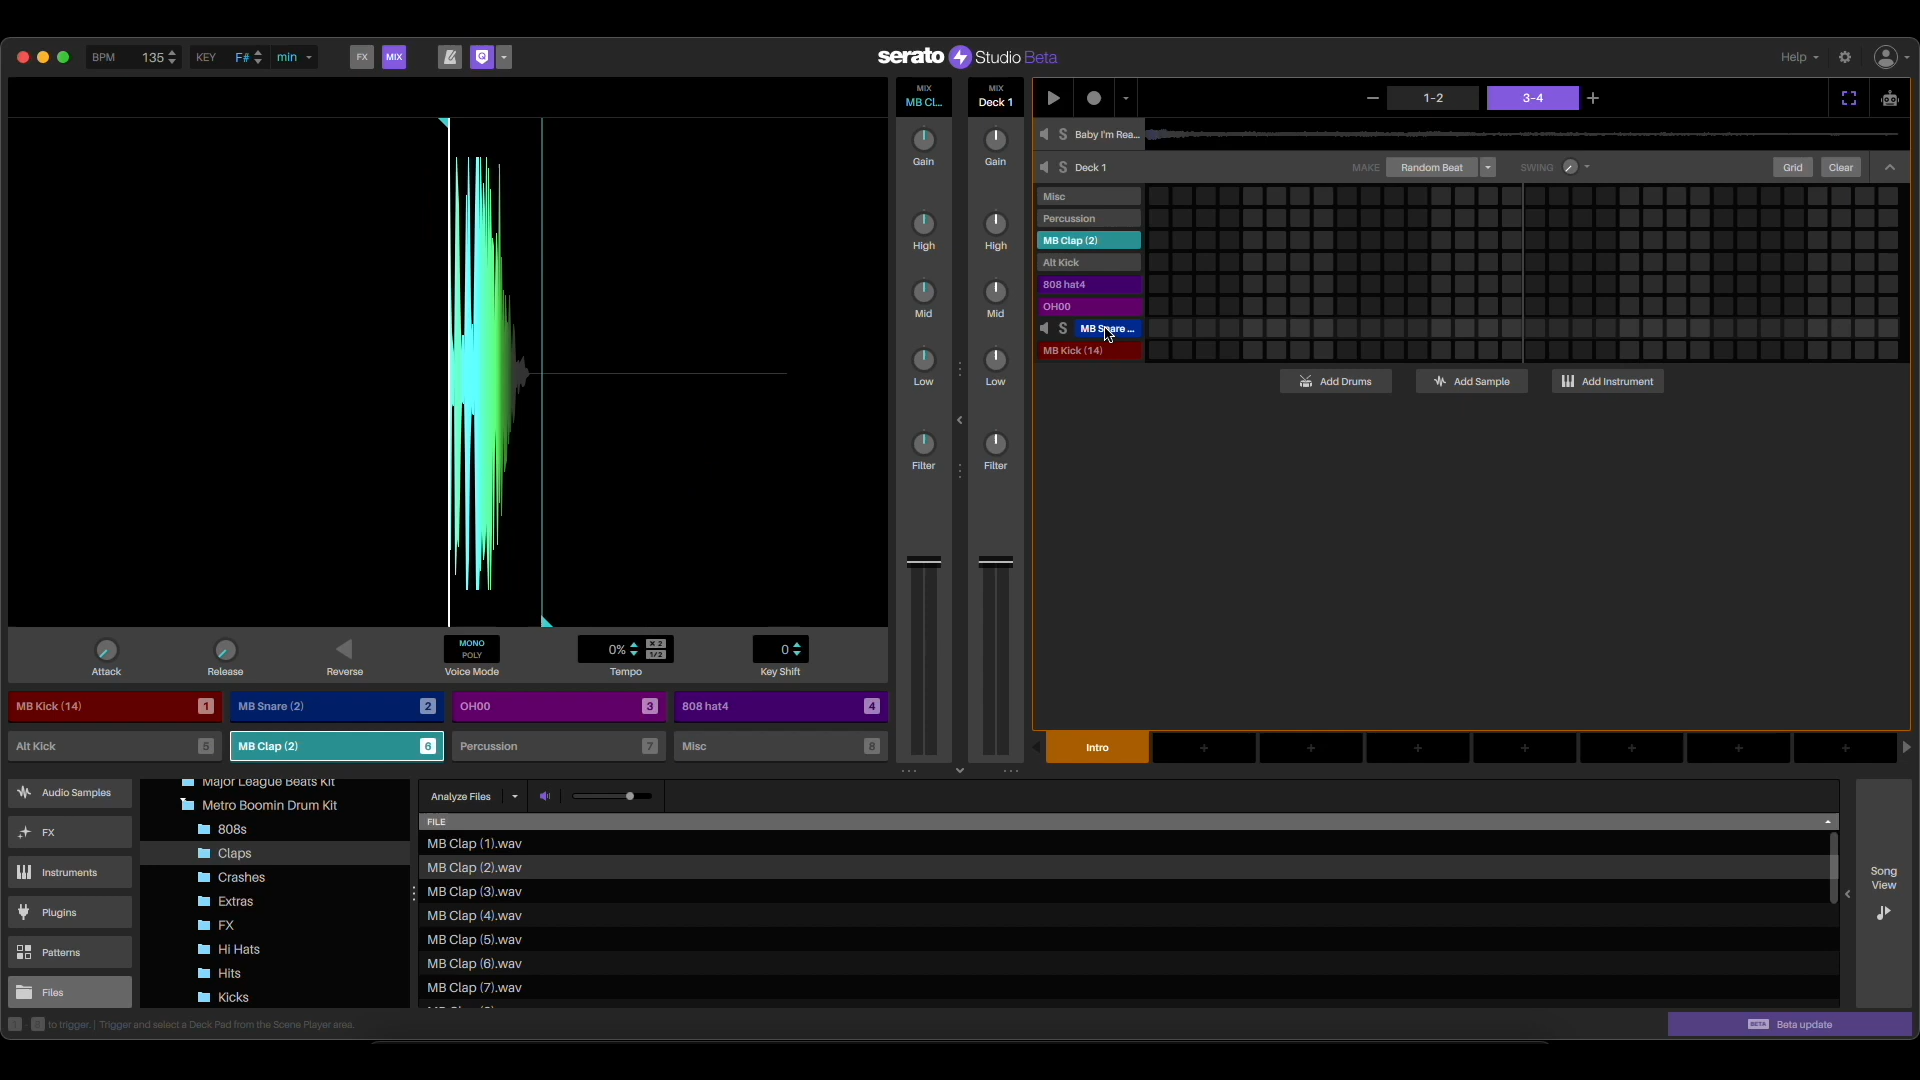 BPM 135 KEY F# min FX MIX serato Studio Beta Help
MIX
MB CL...
MIX
Deck 1
1-2 3-4
Baby I'm Rea...
Deck 1 MAKE Random Beat SWING Grid Clear
Gain Gain
High High
Mid Mid
Low Low
Filter Filter
Misc
Percussion
MB Clap (2)
Alt Kick
808 hat4
OH00
S MB Snare ...
MB Kick (14)
Add Drums Add Sample Add Instrument
MONO
POLY
0% x 2
1/2
0
Attack Release Reverse Voice Mode Tempo Key Shift
MB Kick (14) 1 MB Snare (2) 2 OH00 3 808 hat4 4
Alt Kick 5 MB Clap (2) 6 Percussion 7 Misc 8
Intro + + + + + + +
Audio Samples
FX
Instruments
Plugins
Patterns
Files
Major League Beats Kit
Metro Boomin Drum Kit
808s
Claps
Crashes
Extras
FX
Hi Hats
Hits
Kicks
Analyze Files
FILE
MB Clap (1).wav
MB Clap (2).wav
MB Clap (3).wav
MB Clap (4).wav
MB Clap (5).wav
MB Clap (6).wav
MB Clap (7).wav
Song
View
to trigger. | Trigger and select a Deck Pad from the Scene Player area.
BETA Beta update